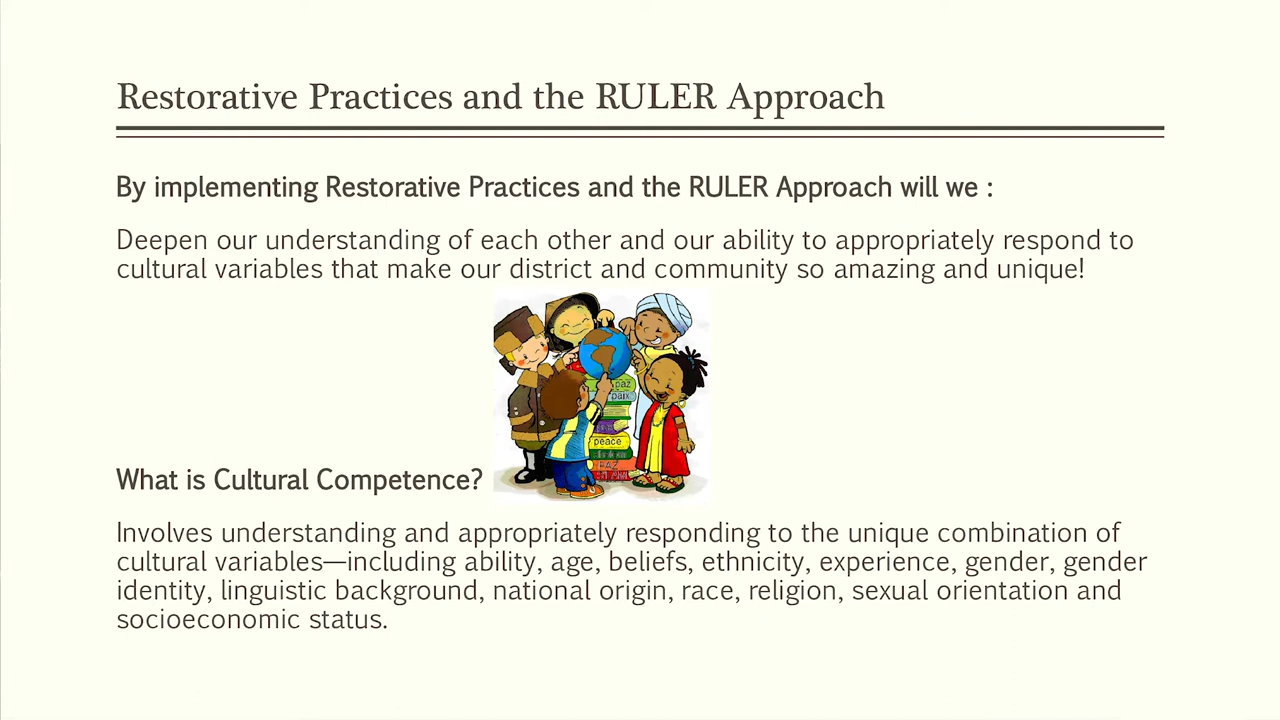 Restorative Practices and the RULER Approach
By implementing Restorative Practices and the RULER Approach will we :
Deepen our understanding of each other and our ability to appropriately respond to
cultural variables that make our district and community so amazing and unique!
paz
paix
peace
What is Cultural Competence?
Involves understanding and appropriately responding to the unique combination of
cultural variables—including ability, age, beliefs, ethnicity, experience, gender, gender
identity, linguistic background, national origin, race, religion, sexual orientation and
socioeconomic status.